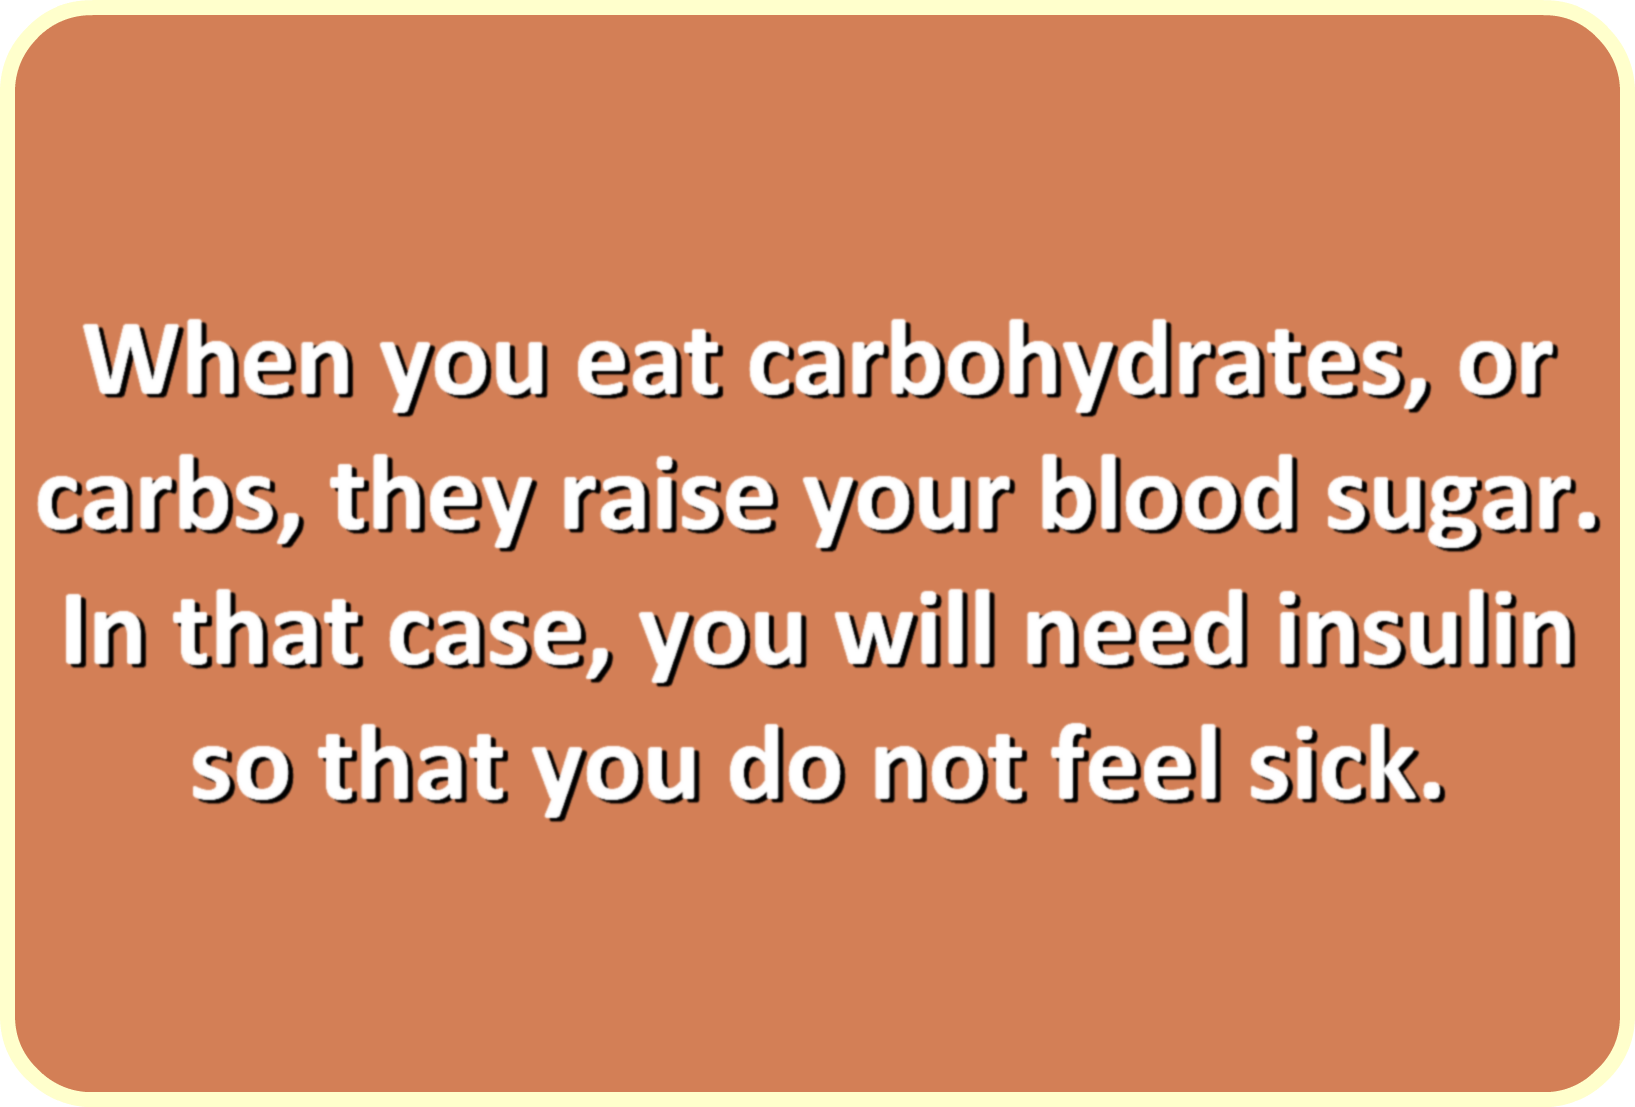 When you eat carbohydrates, or
carbs, they raise your blood sugar.
In that case, you will need insulin
so that you do not feel sick.